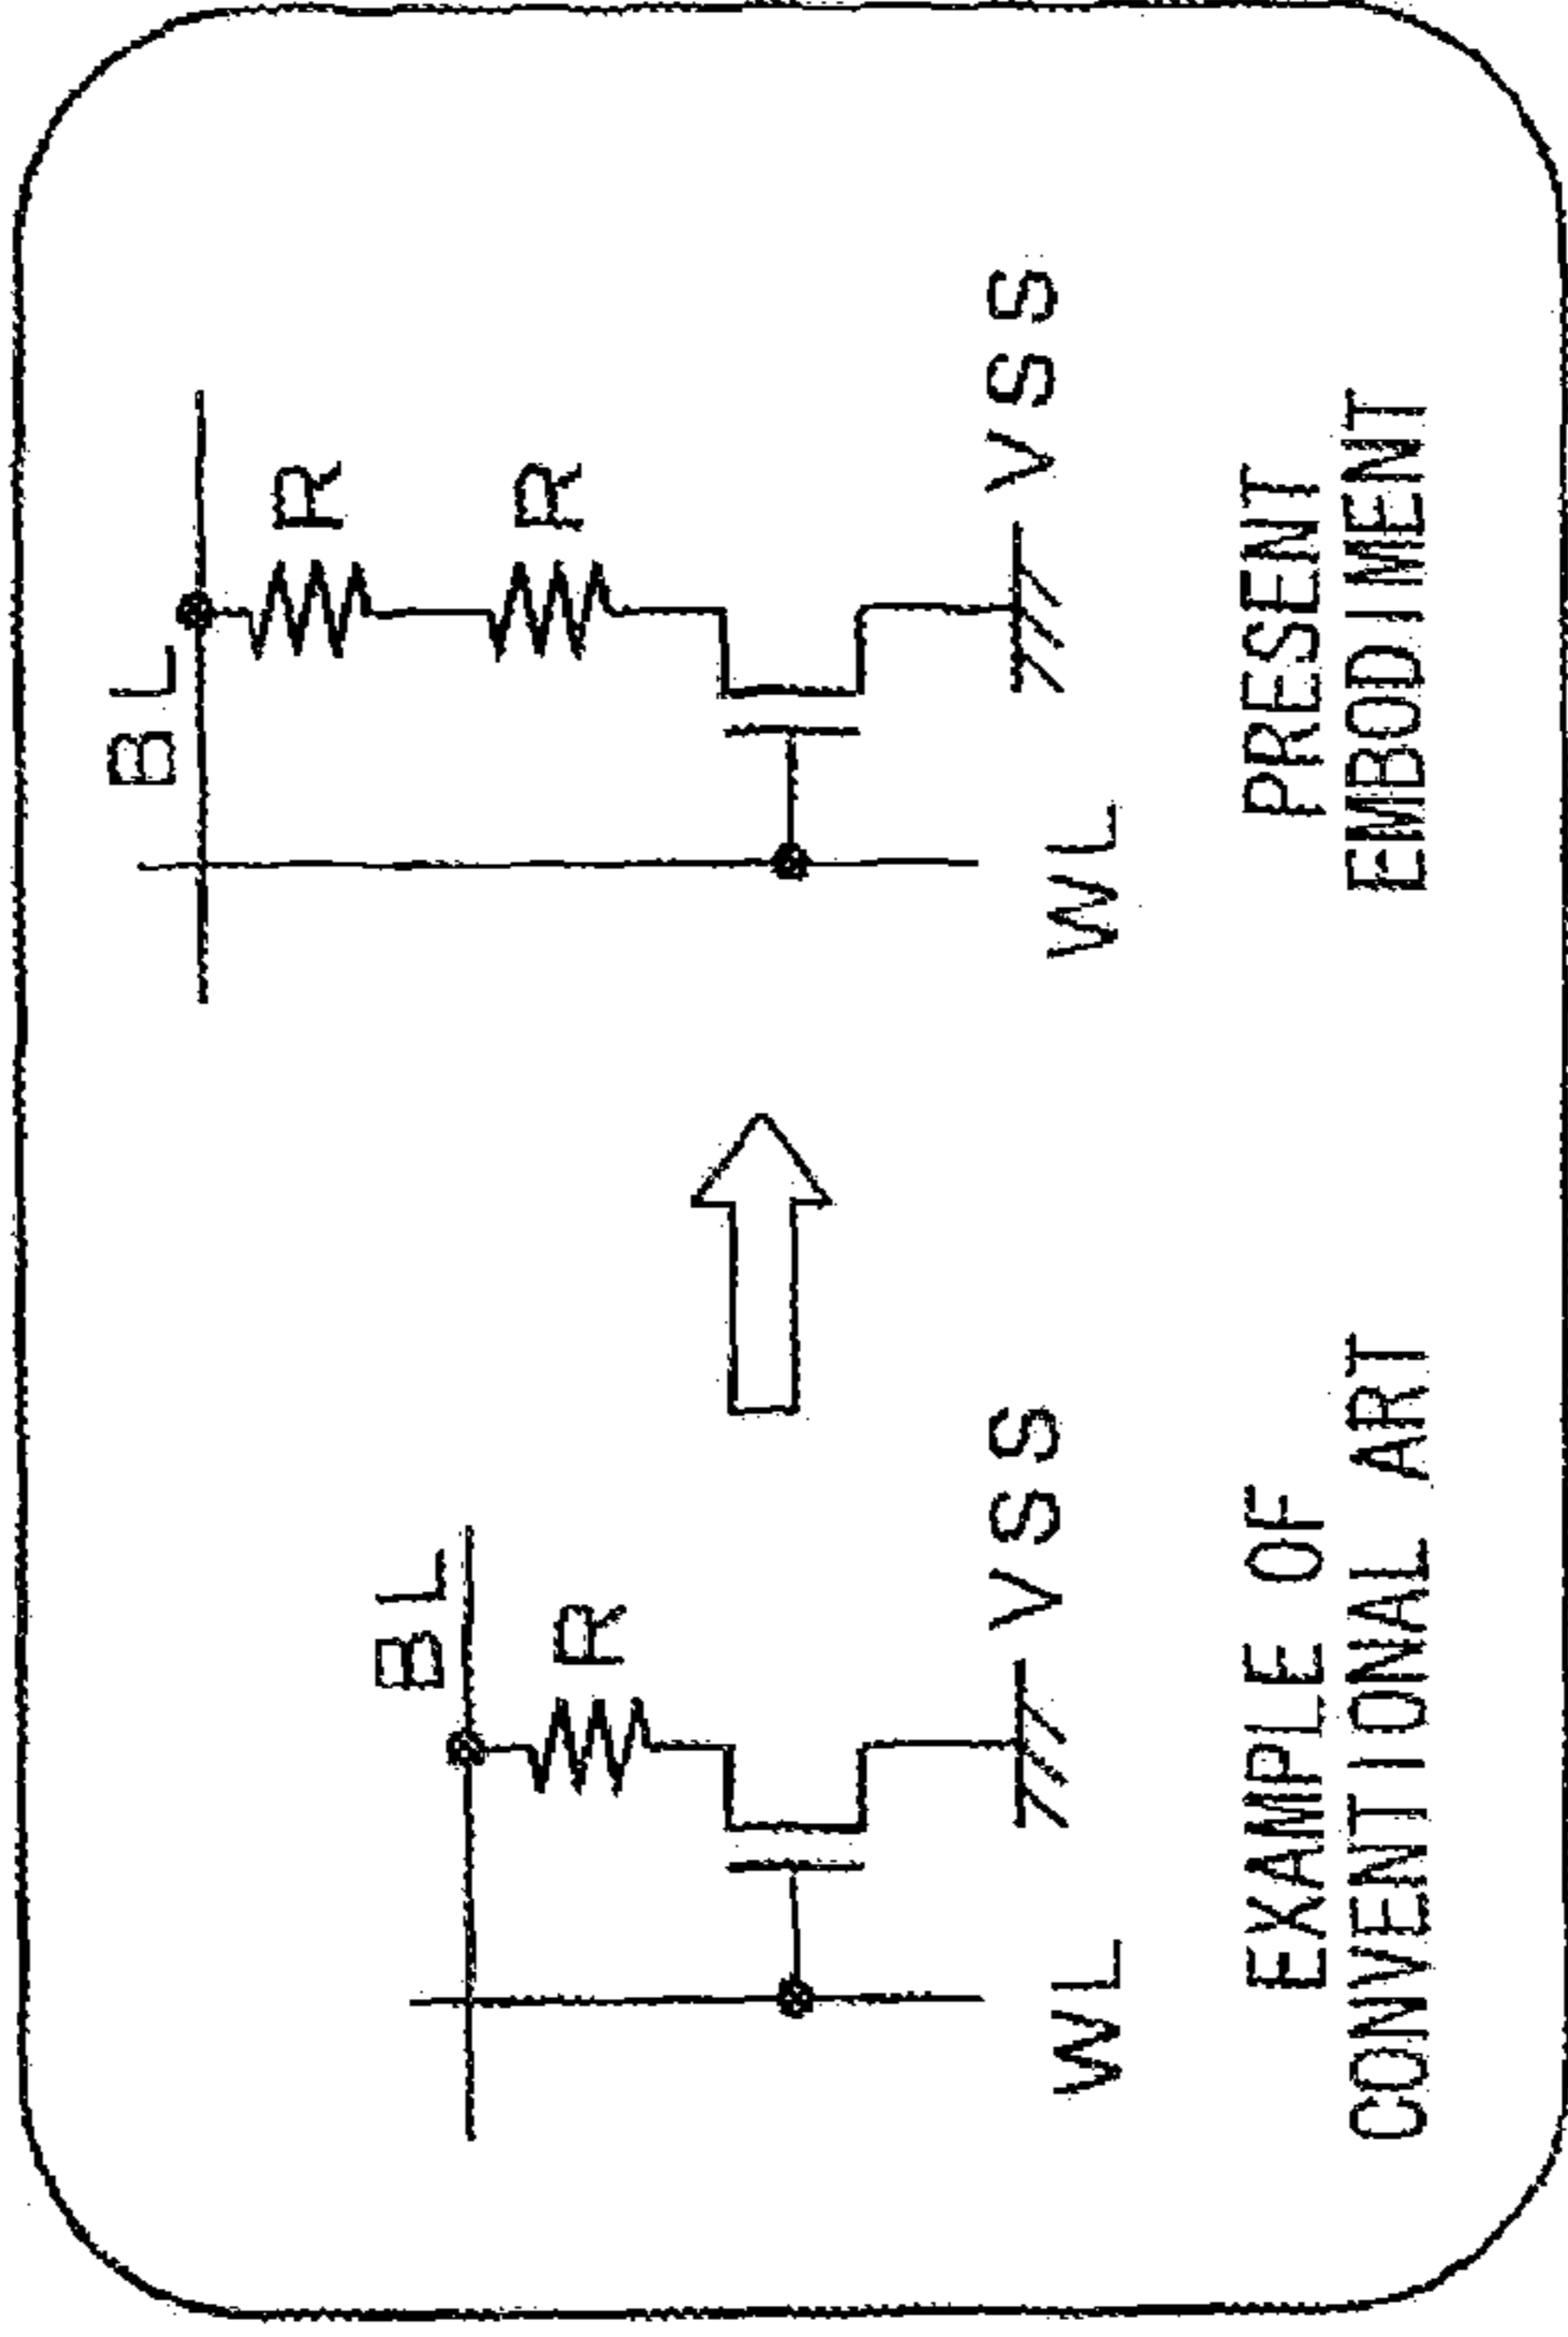 BL
R
VSS
WL
EXAMPLE OF
CONVENTIONAL ART
BL
R
R
VSS
WL
PRESENT
EMBODIMENT